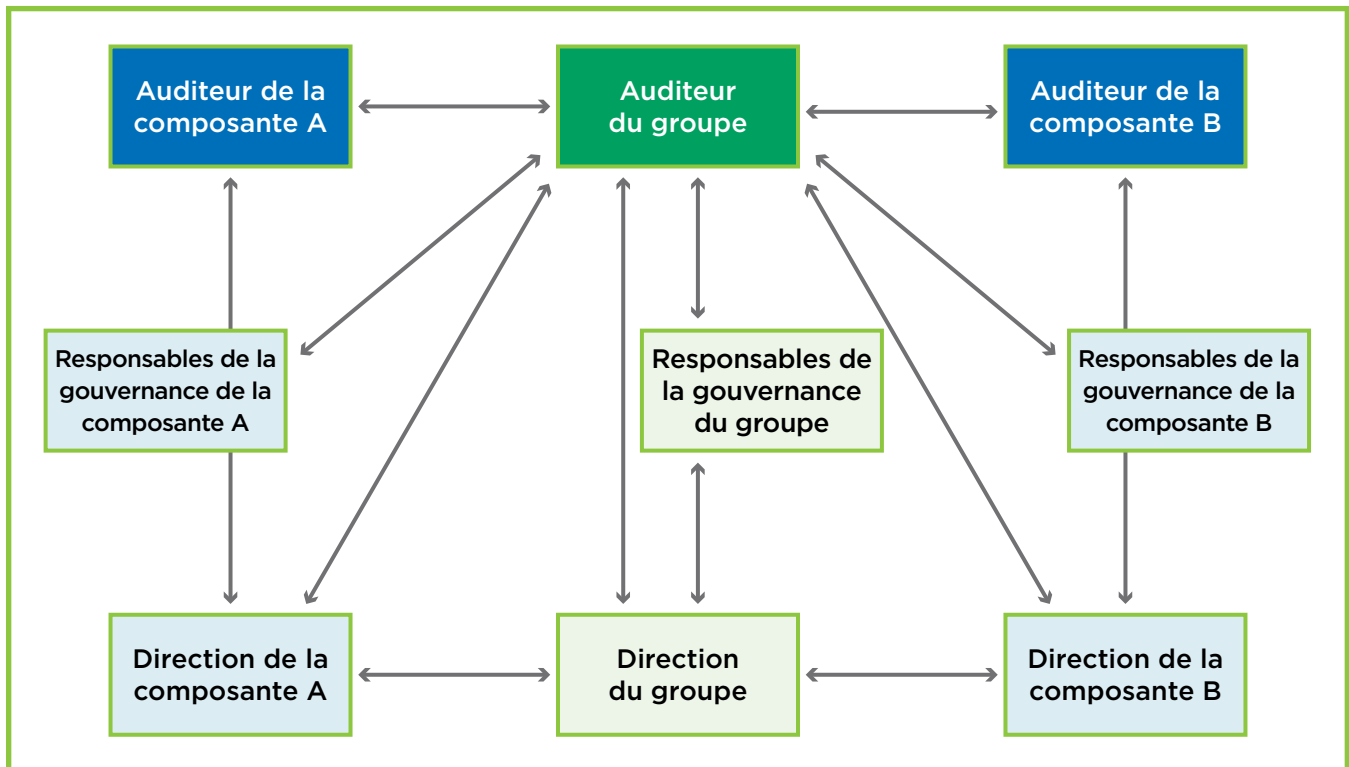 Auditeur de la
composante A
Auditeur
du groupe
Auditeur de la
composante B
Responsables de la
gouvernance de la
composante A
Responsables de
la gouvernance
du groupe
Responsables de la
gouvernance de la
composante B
Direction de la
composante A
Direction
du groupe
Direction de la
composante B